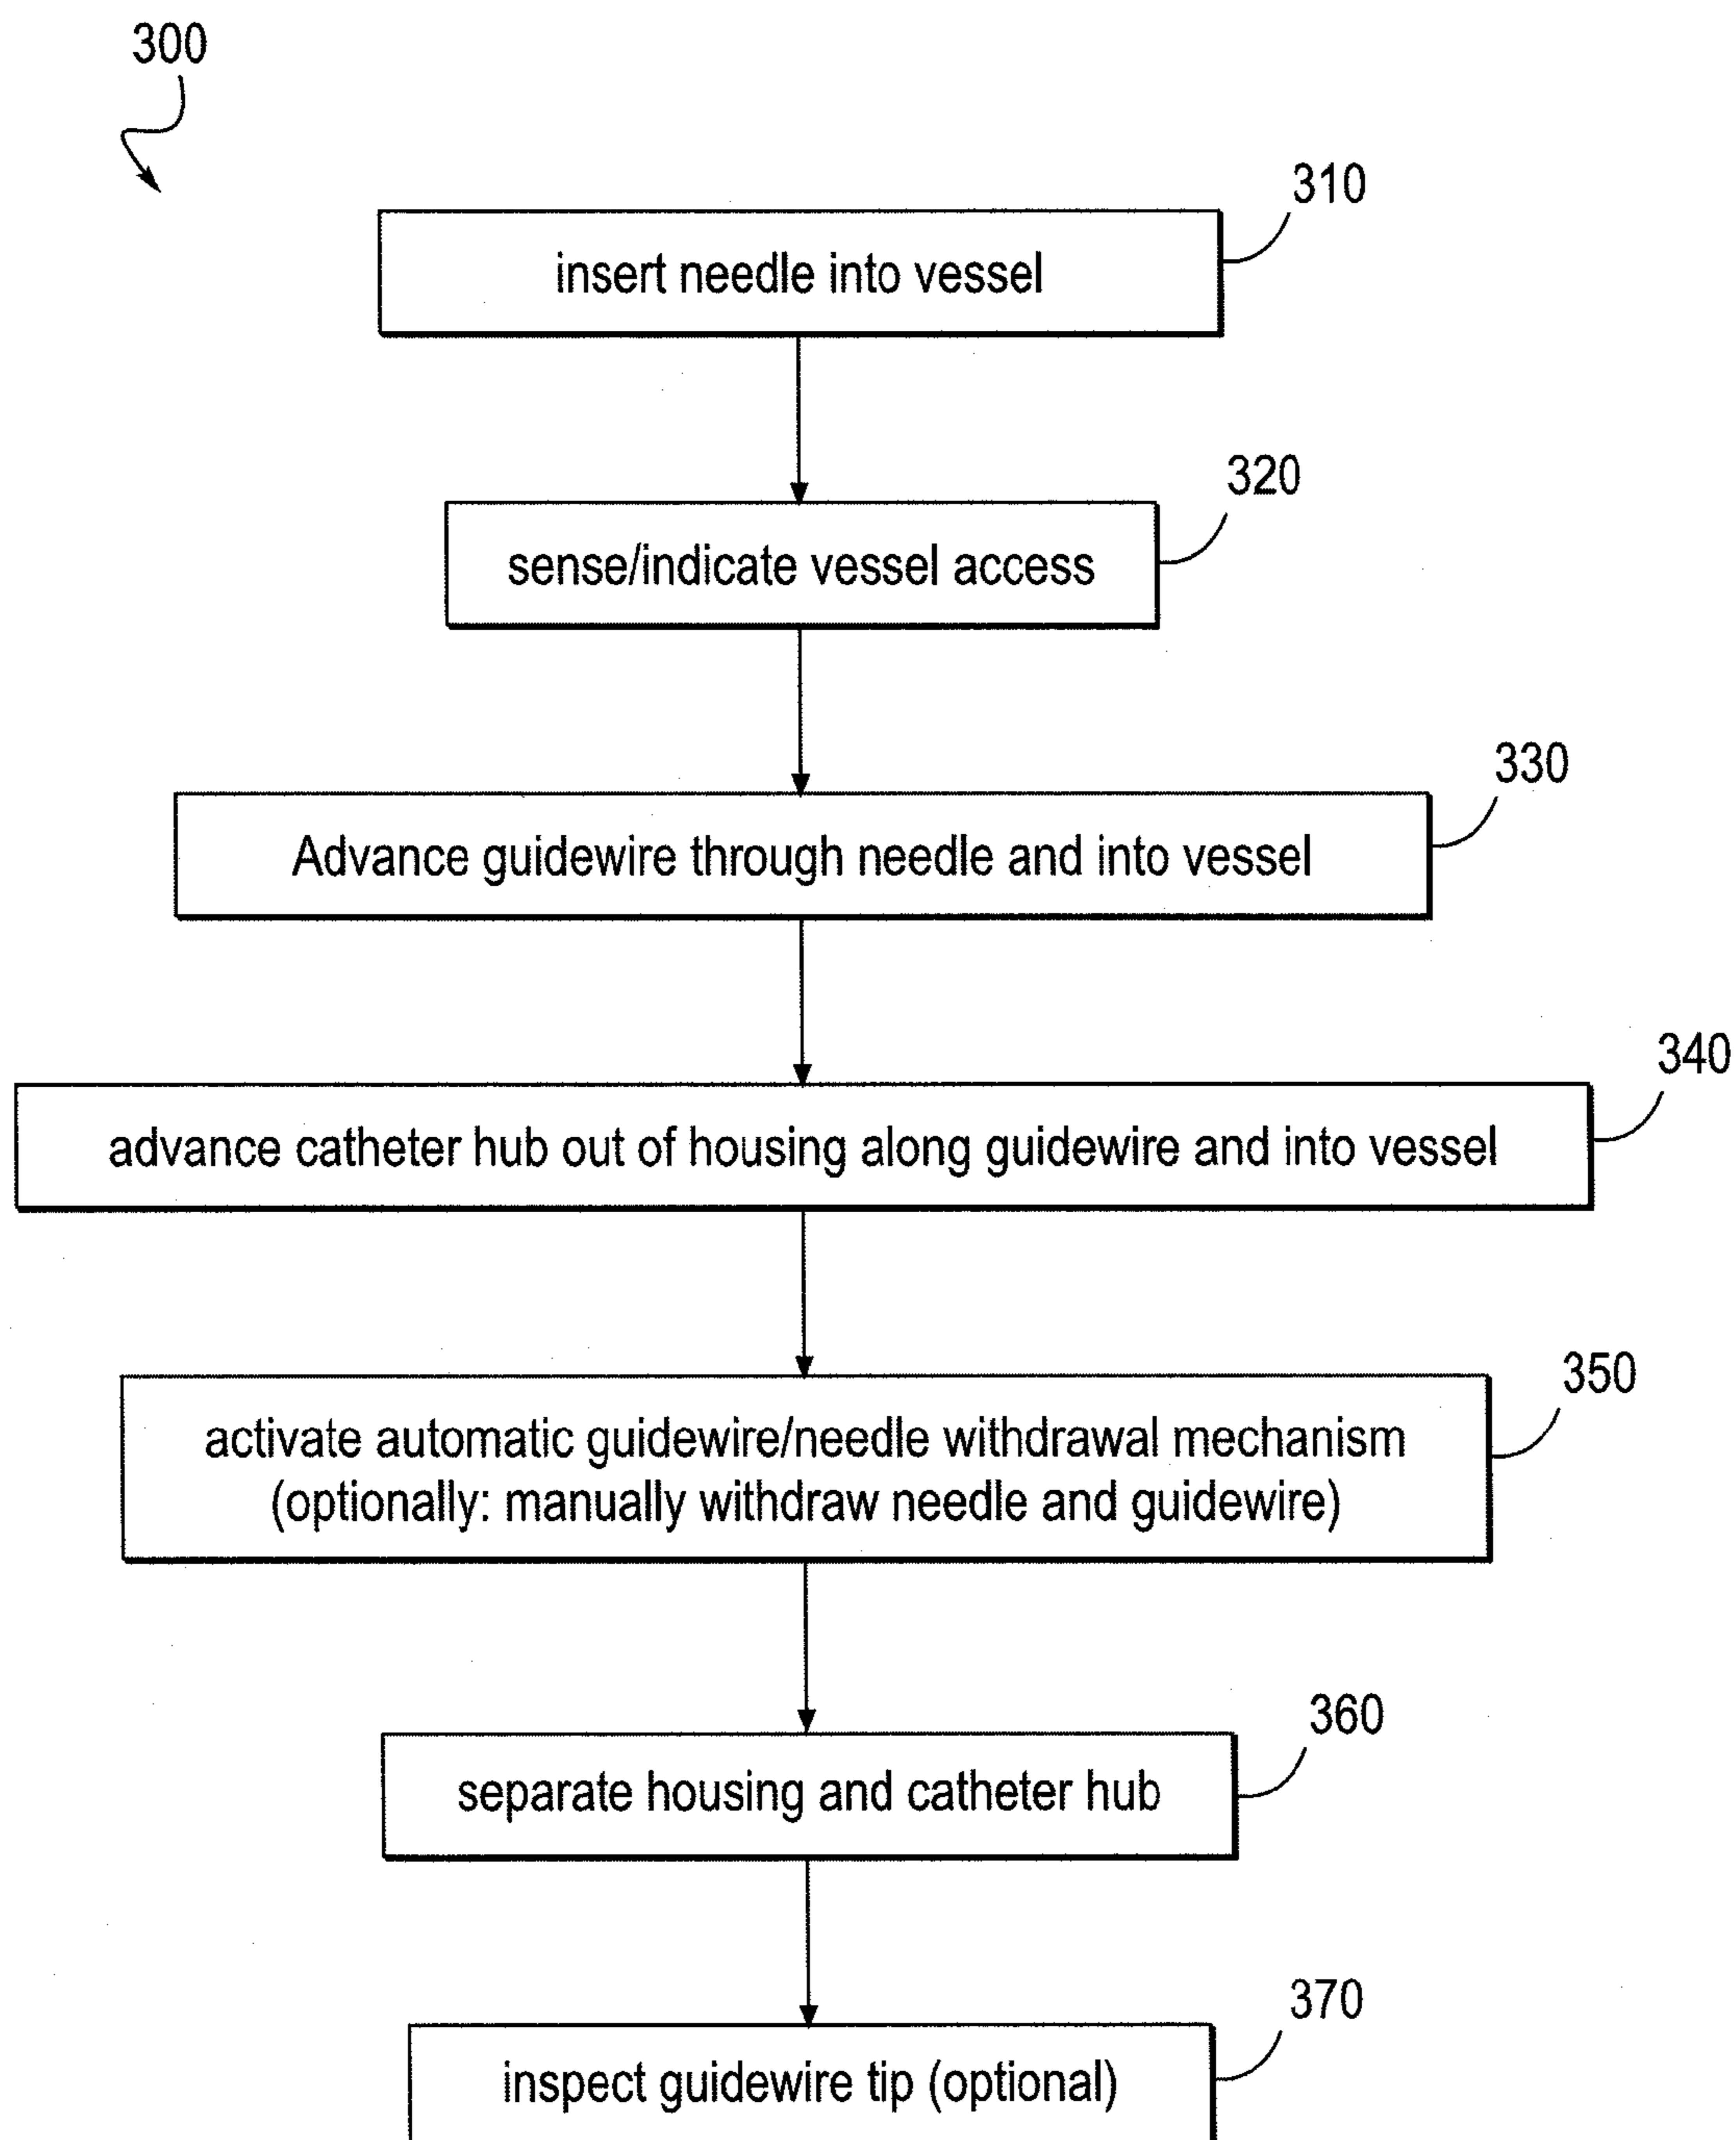 300
310
insert needle into vessel
320
sense/indicate vessel access
330
Advance guidewire through needle and into vessel
340
advance catheter hub out of housing along guidewire and into vessel
350
activate automatic guidewire/needle withdrawal mechanism
(optionally: manually withdraw needle and guidewire)
360
separate housing and catheter hub
370
inspect guidewire tip (optional)